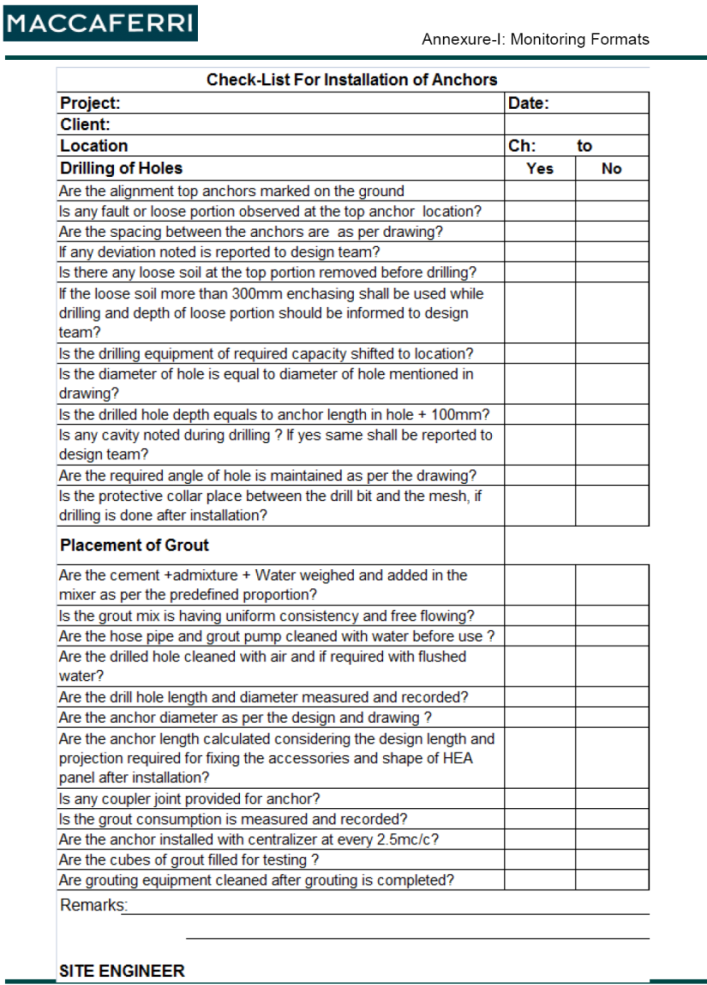 MACCAFERRI
Annexure-I: Monitoring Formats
Check-List For Installation of Anchors
Project:
Date:
Client:
Location
Ch: to
Drilling of Holes
Yes
No
Are the alignment top anchors marked on the ground
Is any fault or loose portion observed at the top anchor location?
Are the spacing between the anchors are as per drawing?
If any deviation noted is reported to design team?
Is there any loose soil at the top portion removed before drilling?
If the loose soil more than 300mm enchasing shall be used while
drilling and depth of loose portion should be informed to design
team?
Is the drilling equipment of required capacity shifted to location?
Is the diameter of hole is equal to diameter of hole mentioned in
drawing?
Is the drilled hole depth equals to anchor length in hole + 100mm?
Is any cavity noted during drilling ? If yes same shall be reported to
design team?
Are the required angle of hole is maintained as per the drawing?
Is the protective collar place between the drill bit and the mesh, if
drilling is done after installation?
Placement of Grout
Are the cement +admixture + Water weighed and added in the
mixer as per the predefined proportion?
Is the grout mix is having uniform consistency and free flowing?
Are the hose pipe and grout pump cleaned with water before use ?
Are the drilled hole cleaned with air and if required with flushed
water?
Are the drill hole length and diameter measured and recorded?
Are the anchor diameter as per the design and drawing ?
Are the anchor length calculated considering the design length and
projection required for fixing the accessories and shape of HEA
panel after installation?
Is any coupler joint provided for anchor?
Is the grout consumption is measured and recorded?
Are the anchor installed with centralizer at every 2.5mc/c?
Are the cubes of grout filled for testing ?
Are grouting equipment cleaned after grouting is completed?
Remarks:
SITE ENGINEER